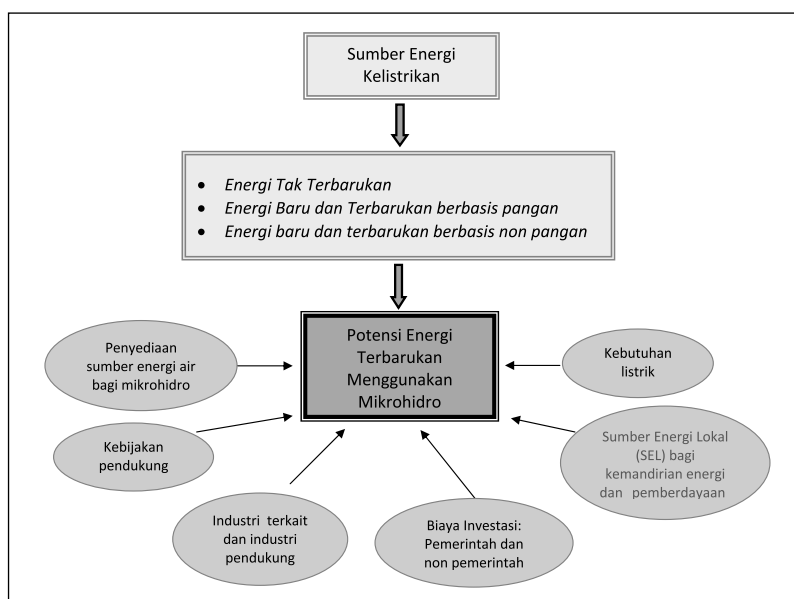 Sumber Energi
Kelistrikan
• Energi Tak Terbarukan
• Energi Baru dan Terbarukan berbasis pangan
• Energi baru dan terbarukan berbasis non pangan
Potensi Energi
Terbarukan
Menggunakan
Mikrohidro
Penyediaan
sumber energi air
bagi mikrohidro
Kebutuhan
listrik
Kebijakan
pendukung
Sumber Energi Lokal
(SEL) bagi
kemandirian energi
dan pemberdayaan
Industri terkait
dan industri
pendukung
Biaya Investasi:
Pemerintah dan
non pemerintah